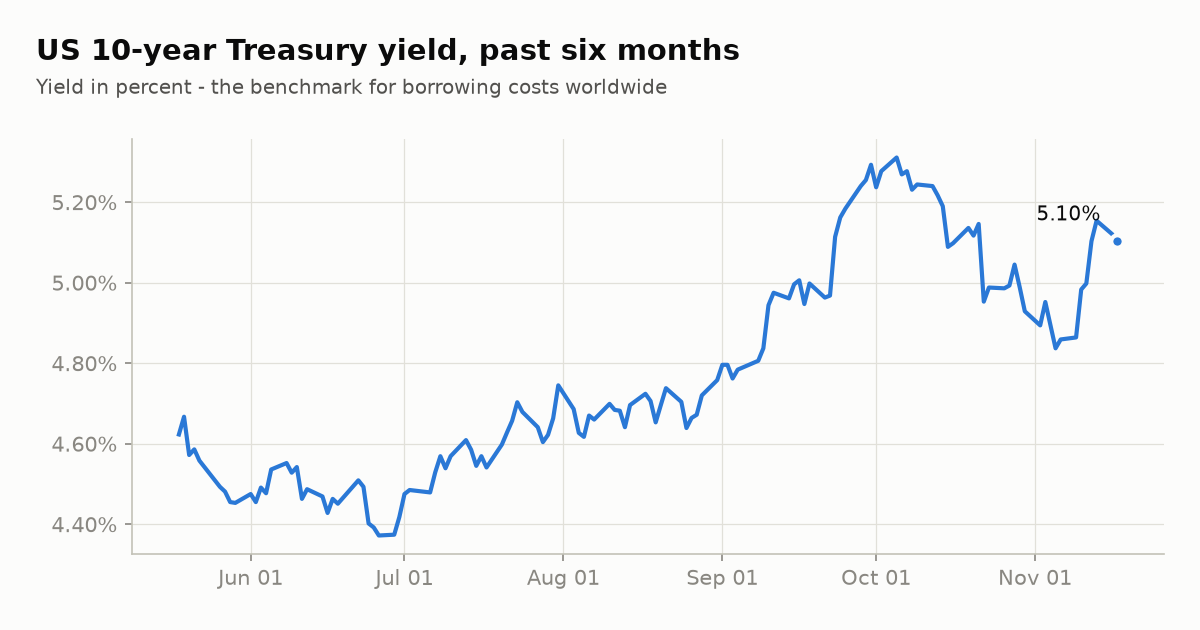 US 10-year Treasury yield, past six months
Yield in percent - the benchmark for borrowing costs worldwide
5.20%
5.10%
5.00%
4.80%
4.60%
4.40%
Jun 01 Jul 01 Aug 01 Sep 01 Oct 01 Nov 01